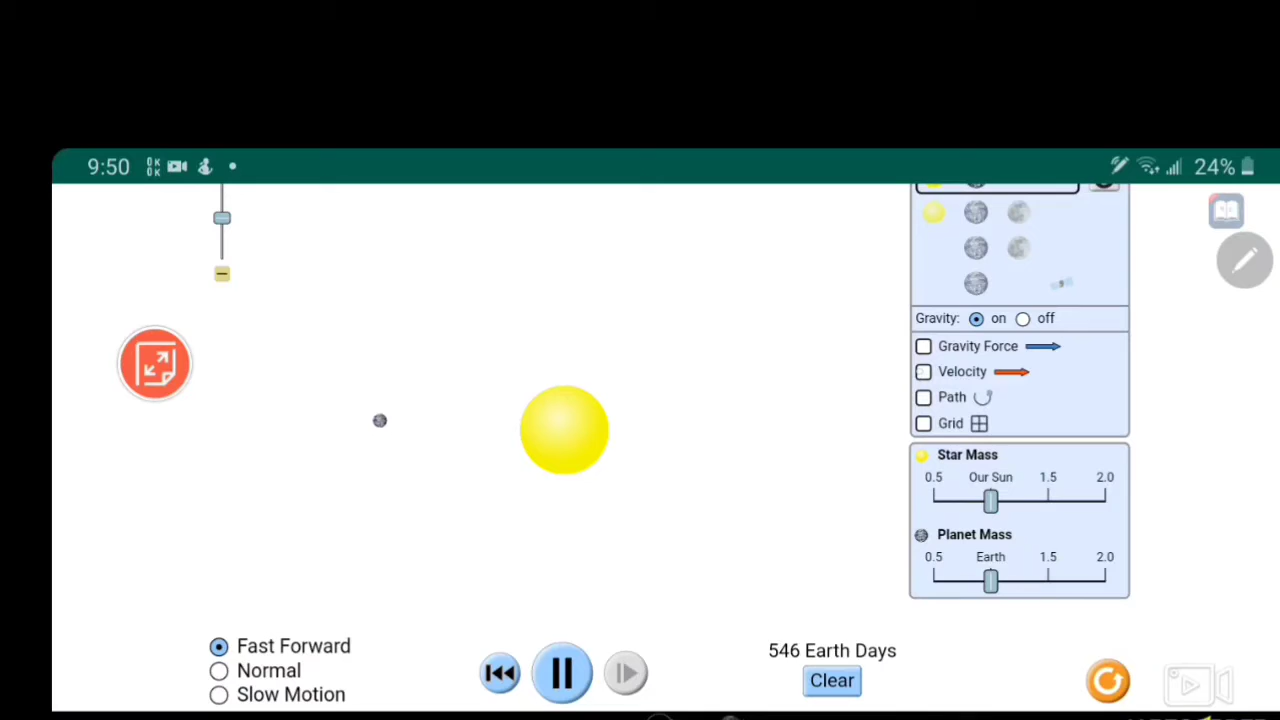 9:50
24%
Gravity: on off
Gravity Force
Velocity
Path
Grid
Star Mass
0.5 Our Sun 1.5 2.0
Planet Mass
0.5 Earth 1.5 2.0
Fast Forward
Normal
Slow Motion
546 Earth Days
Clear